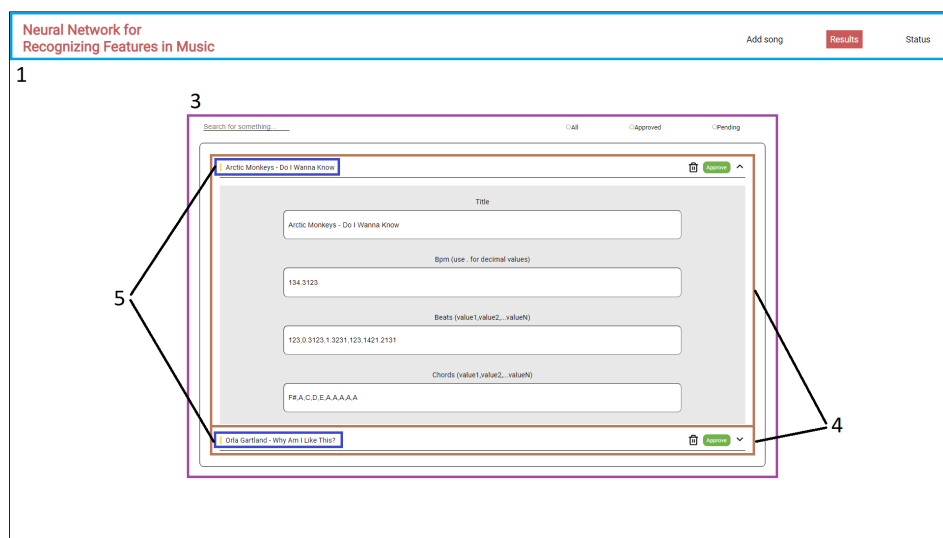 Neural Network for
Recognizing Features in Music
Add song
Results
Status
1
3
Search for something...
All
Approved
Pending
Arctic Monkeys - Do I Wanna Know
Approve
Title
Arctic Monkeys - Do I Wanna Know
Bpm (use . for decimal values)
134.3123
5
Beats (value1,value2,...valueN)
123,0.3123,1.3231,123,1421.2131
Chords (value1,value2,...valueN)
F#,A,C,D,E,A,A,A,A,A
4
Orla Gartland - Why Am I Like This?
Approve